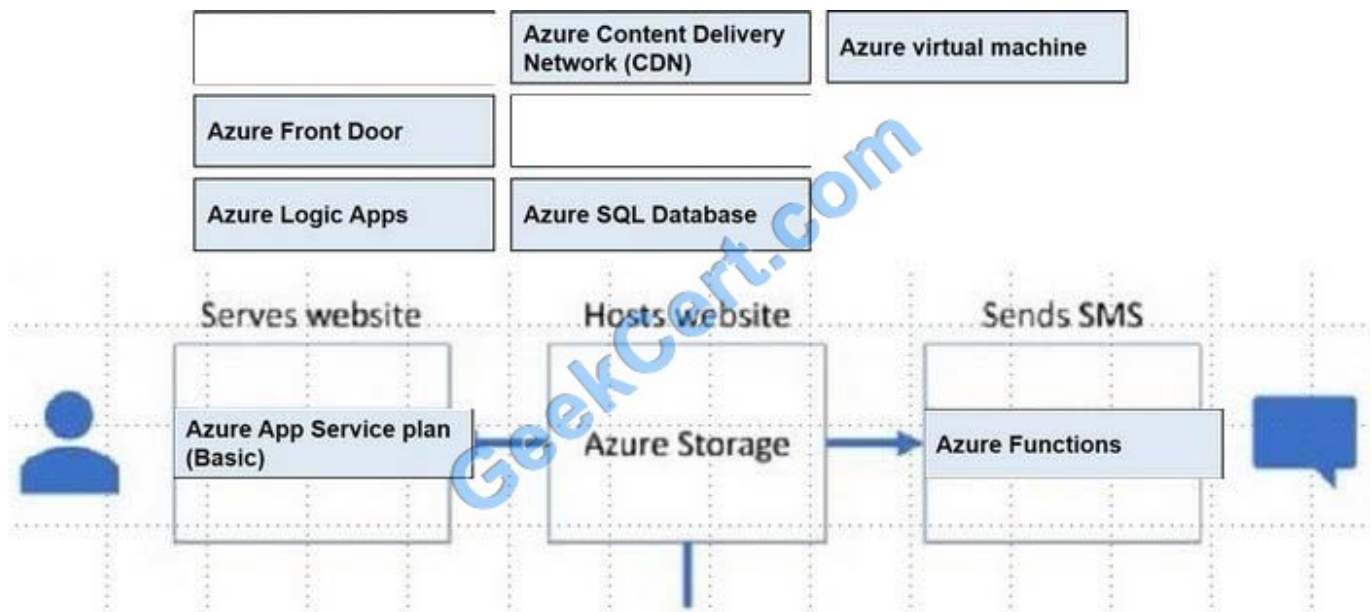 Azure Content Delivery
Network (CDN)
Azure virtual machine
Azure Front Door
Azure Logic Apps
Azure SQL Database
Serves website
Hosts website
Sends SMS
Azure App Service plan
(Basic)
Azure Storage
Azure Functions
GeekCert.com